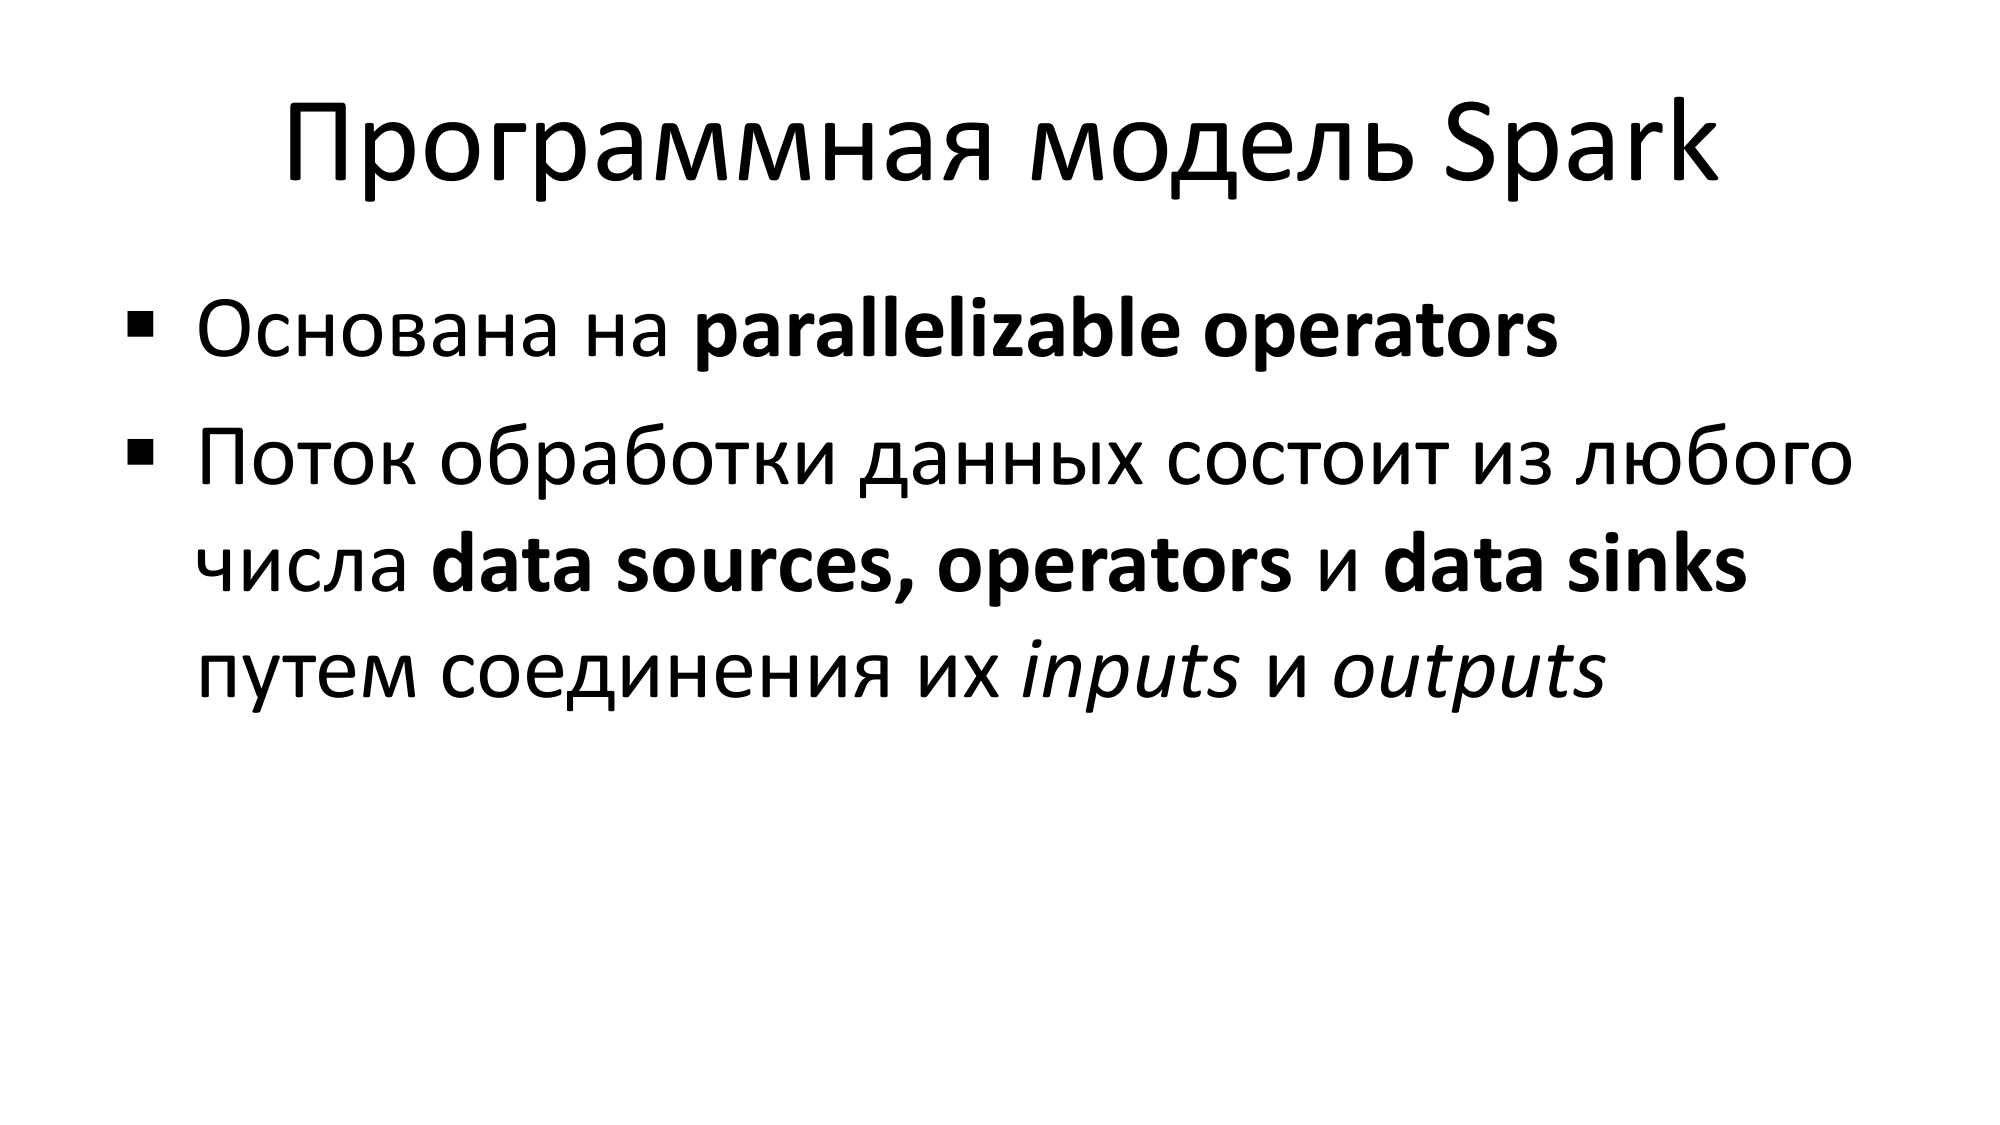 Программная модель Spark
▪ Основана на parallelizable operators
▪ Поток обработки данных состоит из любого
числа data sources, operators и data sinks
путем соединения их inputs и outputs